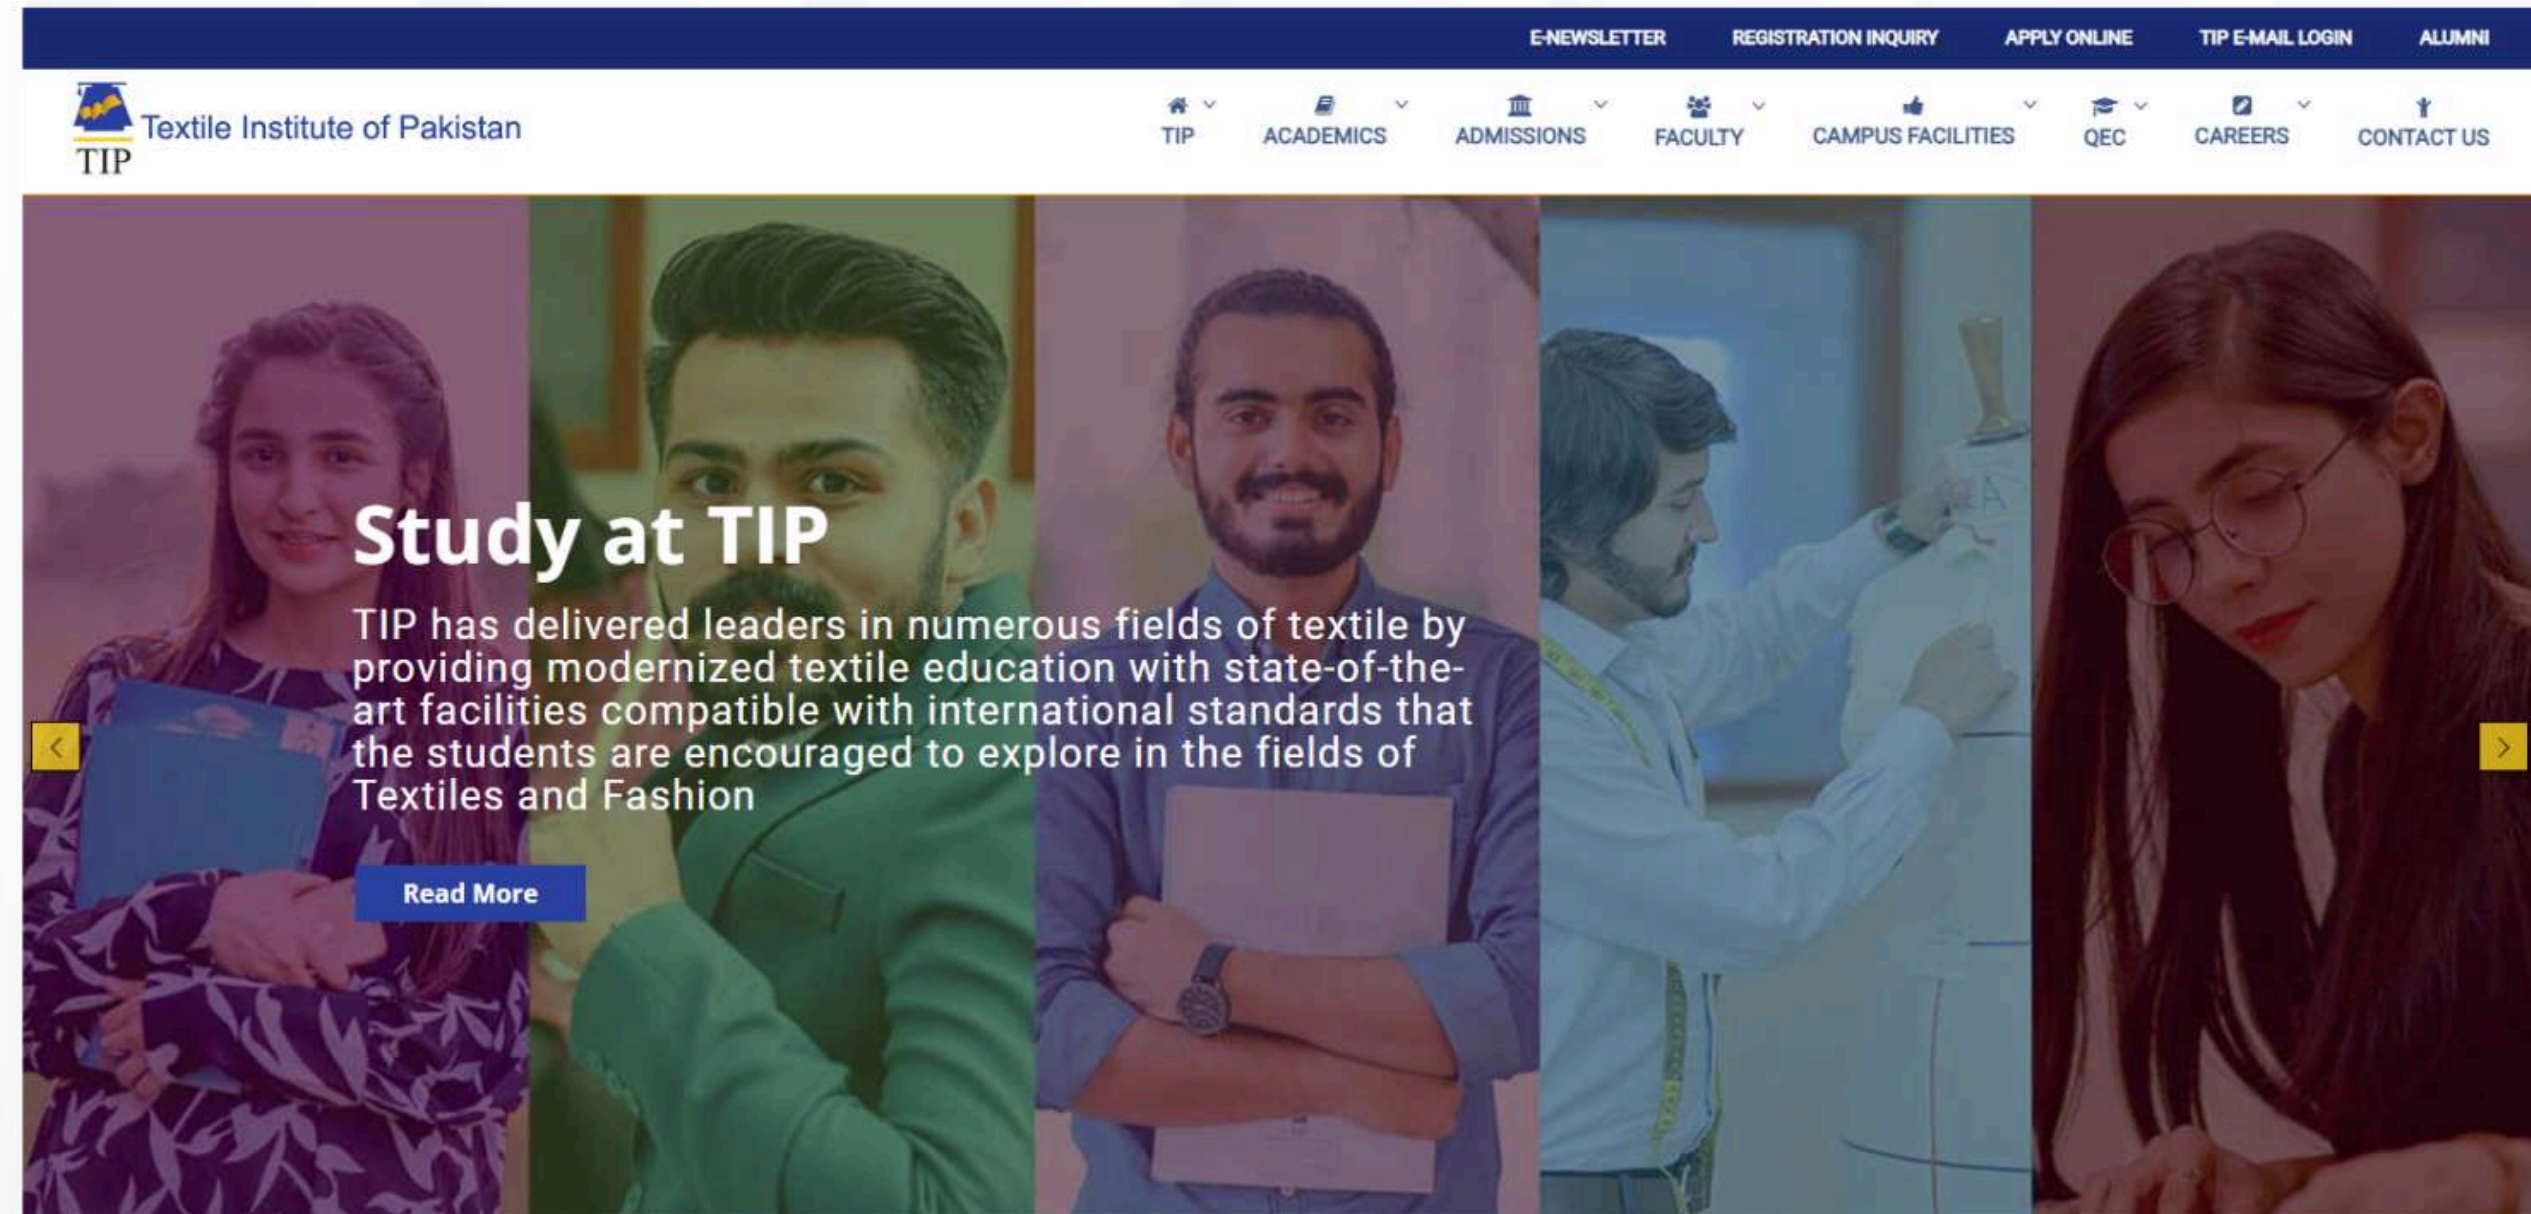 E-NEWSLETTER REGISTRATION INQUIRY APPLY ONLINE TIP E-MAIL LOGIN ALUMNI
TIP
Textile Institute of Pakistan
TIP ACADEMICS ADMISSIONS FACULTY CAMPUS FACILITIES QEC CAREERS CONTACT US
Study at TIP
TIP has delivered leaders in numerous fields of textile by
providing modernized textile education with state-of-the-
art facilities compatible with international standards that
the students are encouraged to explore in the fields of
Textiles and Fashion
Read More